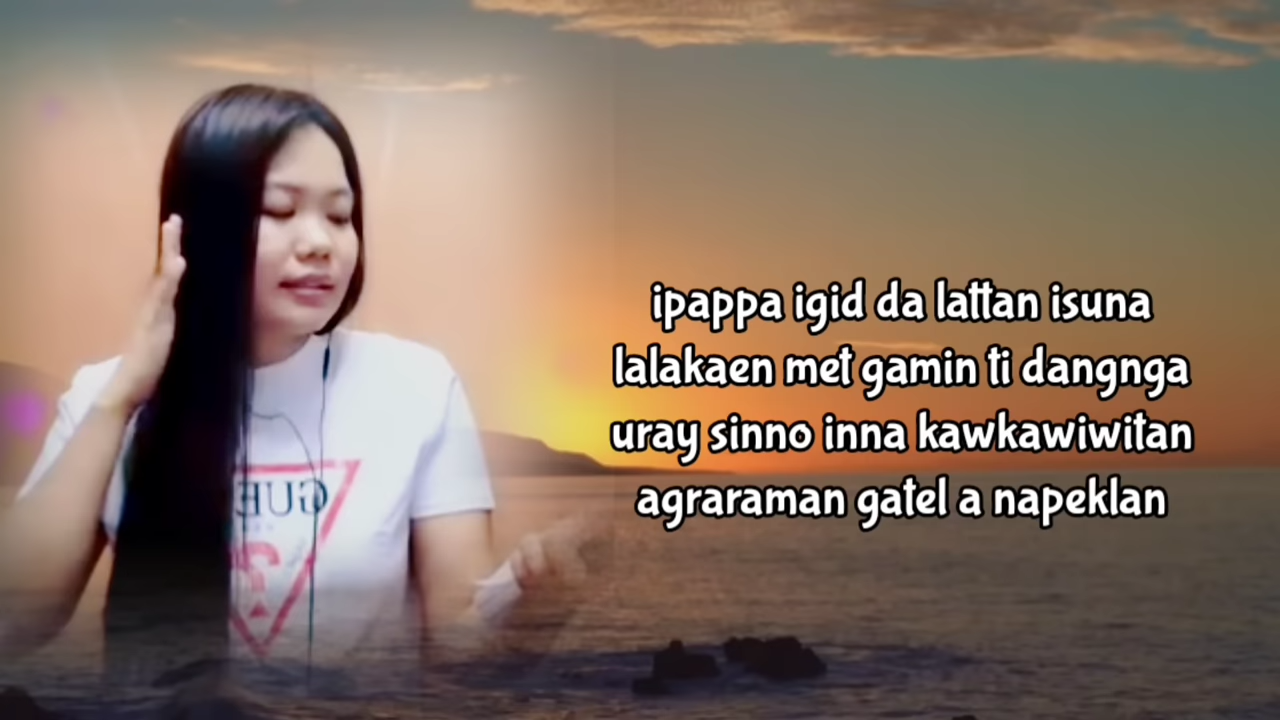 ipappa igid da lattan isuna
lalakaen met gamin ti dangnga
uray sinno inna kawkawiwitan
agraraman gatel a napeklan